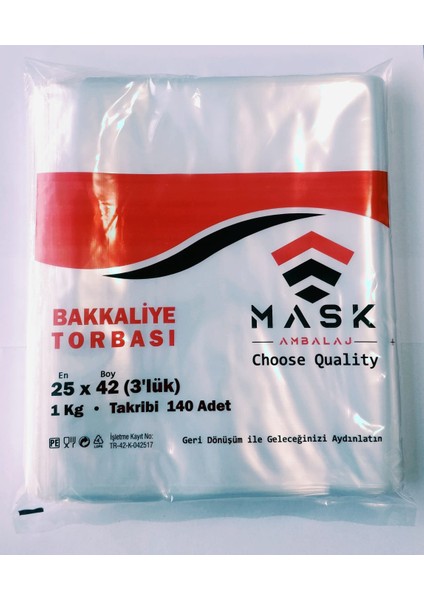 BAKKALİYE
TORBASI
En Boy
25 x 42 (3'lük)
1 Kg • Takribi 140 Adet
PE
İşletme Kayıt No:
TR-42-K-042517
MASK
AMBALAJ
Choose Quality
Geri Dönüşüm ile Geleceğinizi Aydınlatın